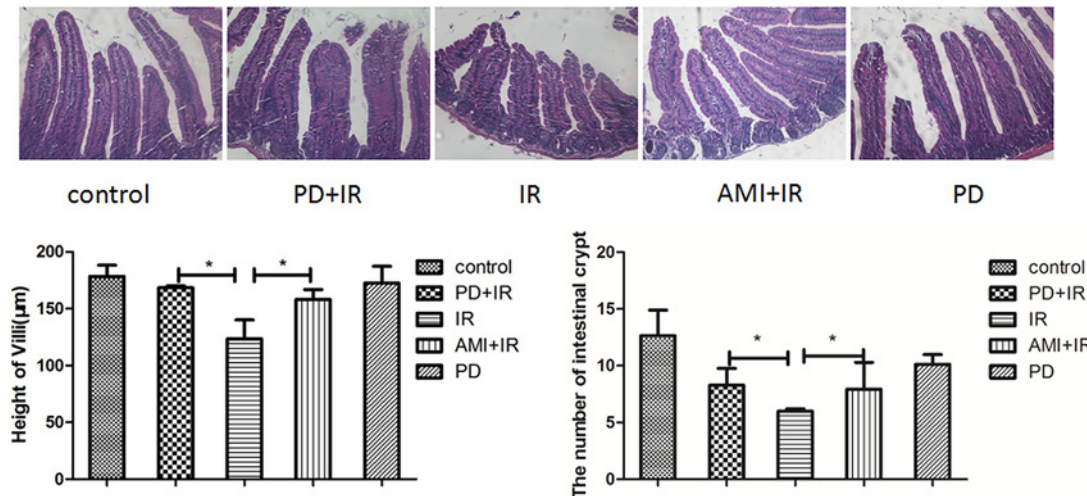 control PD+IR IR AMI+IR PD
Height of Villi(μm)
200
150
100
50
0
* *
control
PD+IR
IR
AMI+IR
PD
The number of intestinal crypt
20
15
10
5
0
* *
control
PD+IR
IR
AMI+IR
PD